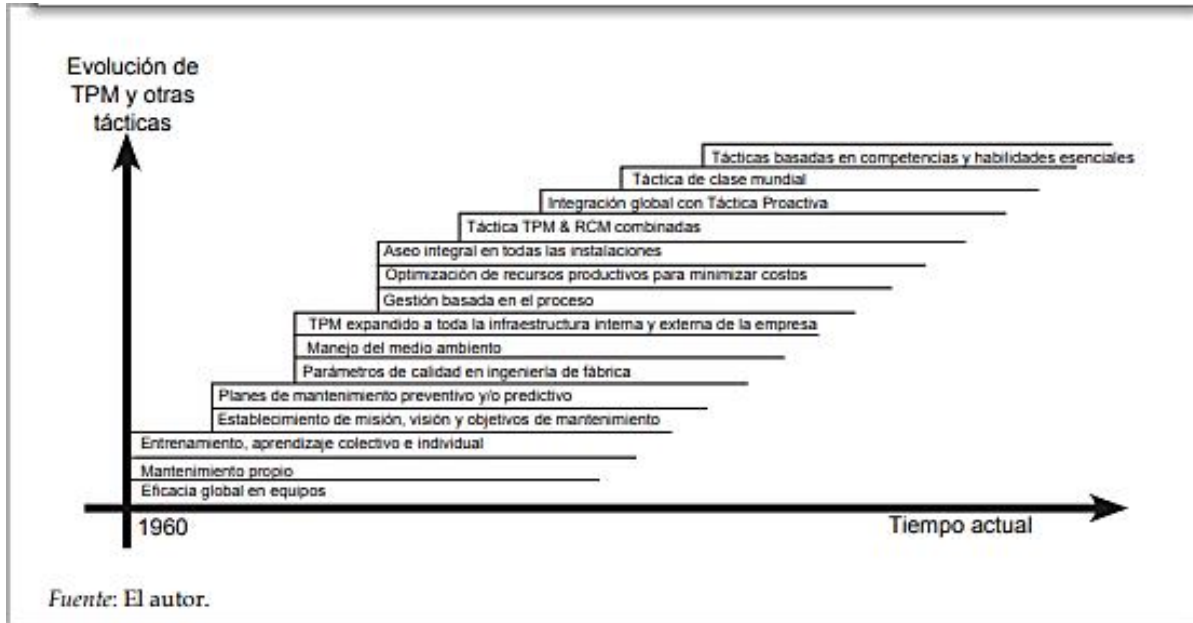 Evolución de
TPM y otras
tácticas
Tácticas basadas en competencias y habilidades esenciales
Táctica de clase mundial
Integración global con Táctica Proactiva
Táctica TPM & RCM combinadas
Aseo integral en todas las instalaciones
Optimización de recursos productivos para minimizar costos
Gestión basada en el proceso
TPM expandido a toda la infraestructura interna y externa de la empresa
Manejo del medio ambiente
Parámetros de calidad en ingeniería de fábrica
Planes de mantenimiento preventivo y/o predictivo
Establecimiento de misión, visión y objetivos de mantenimiento
Entrenamiento, aprendizaje colectivo e individual
Mantenimiento propio
Eficacia global en equipos
1960
Tiempo actual
Fuente: El autor.